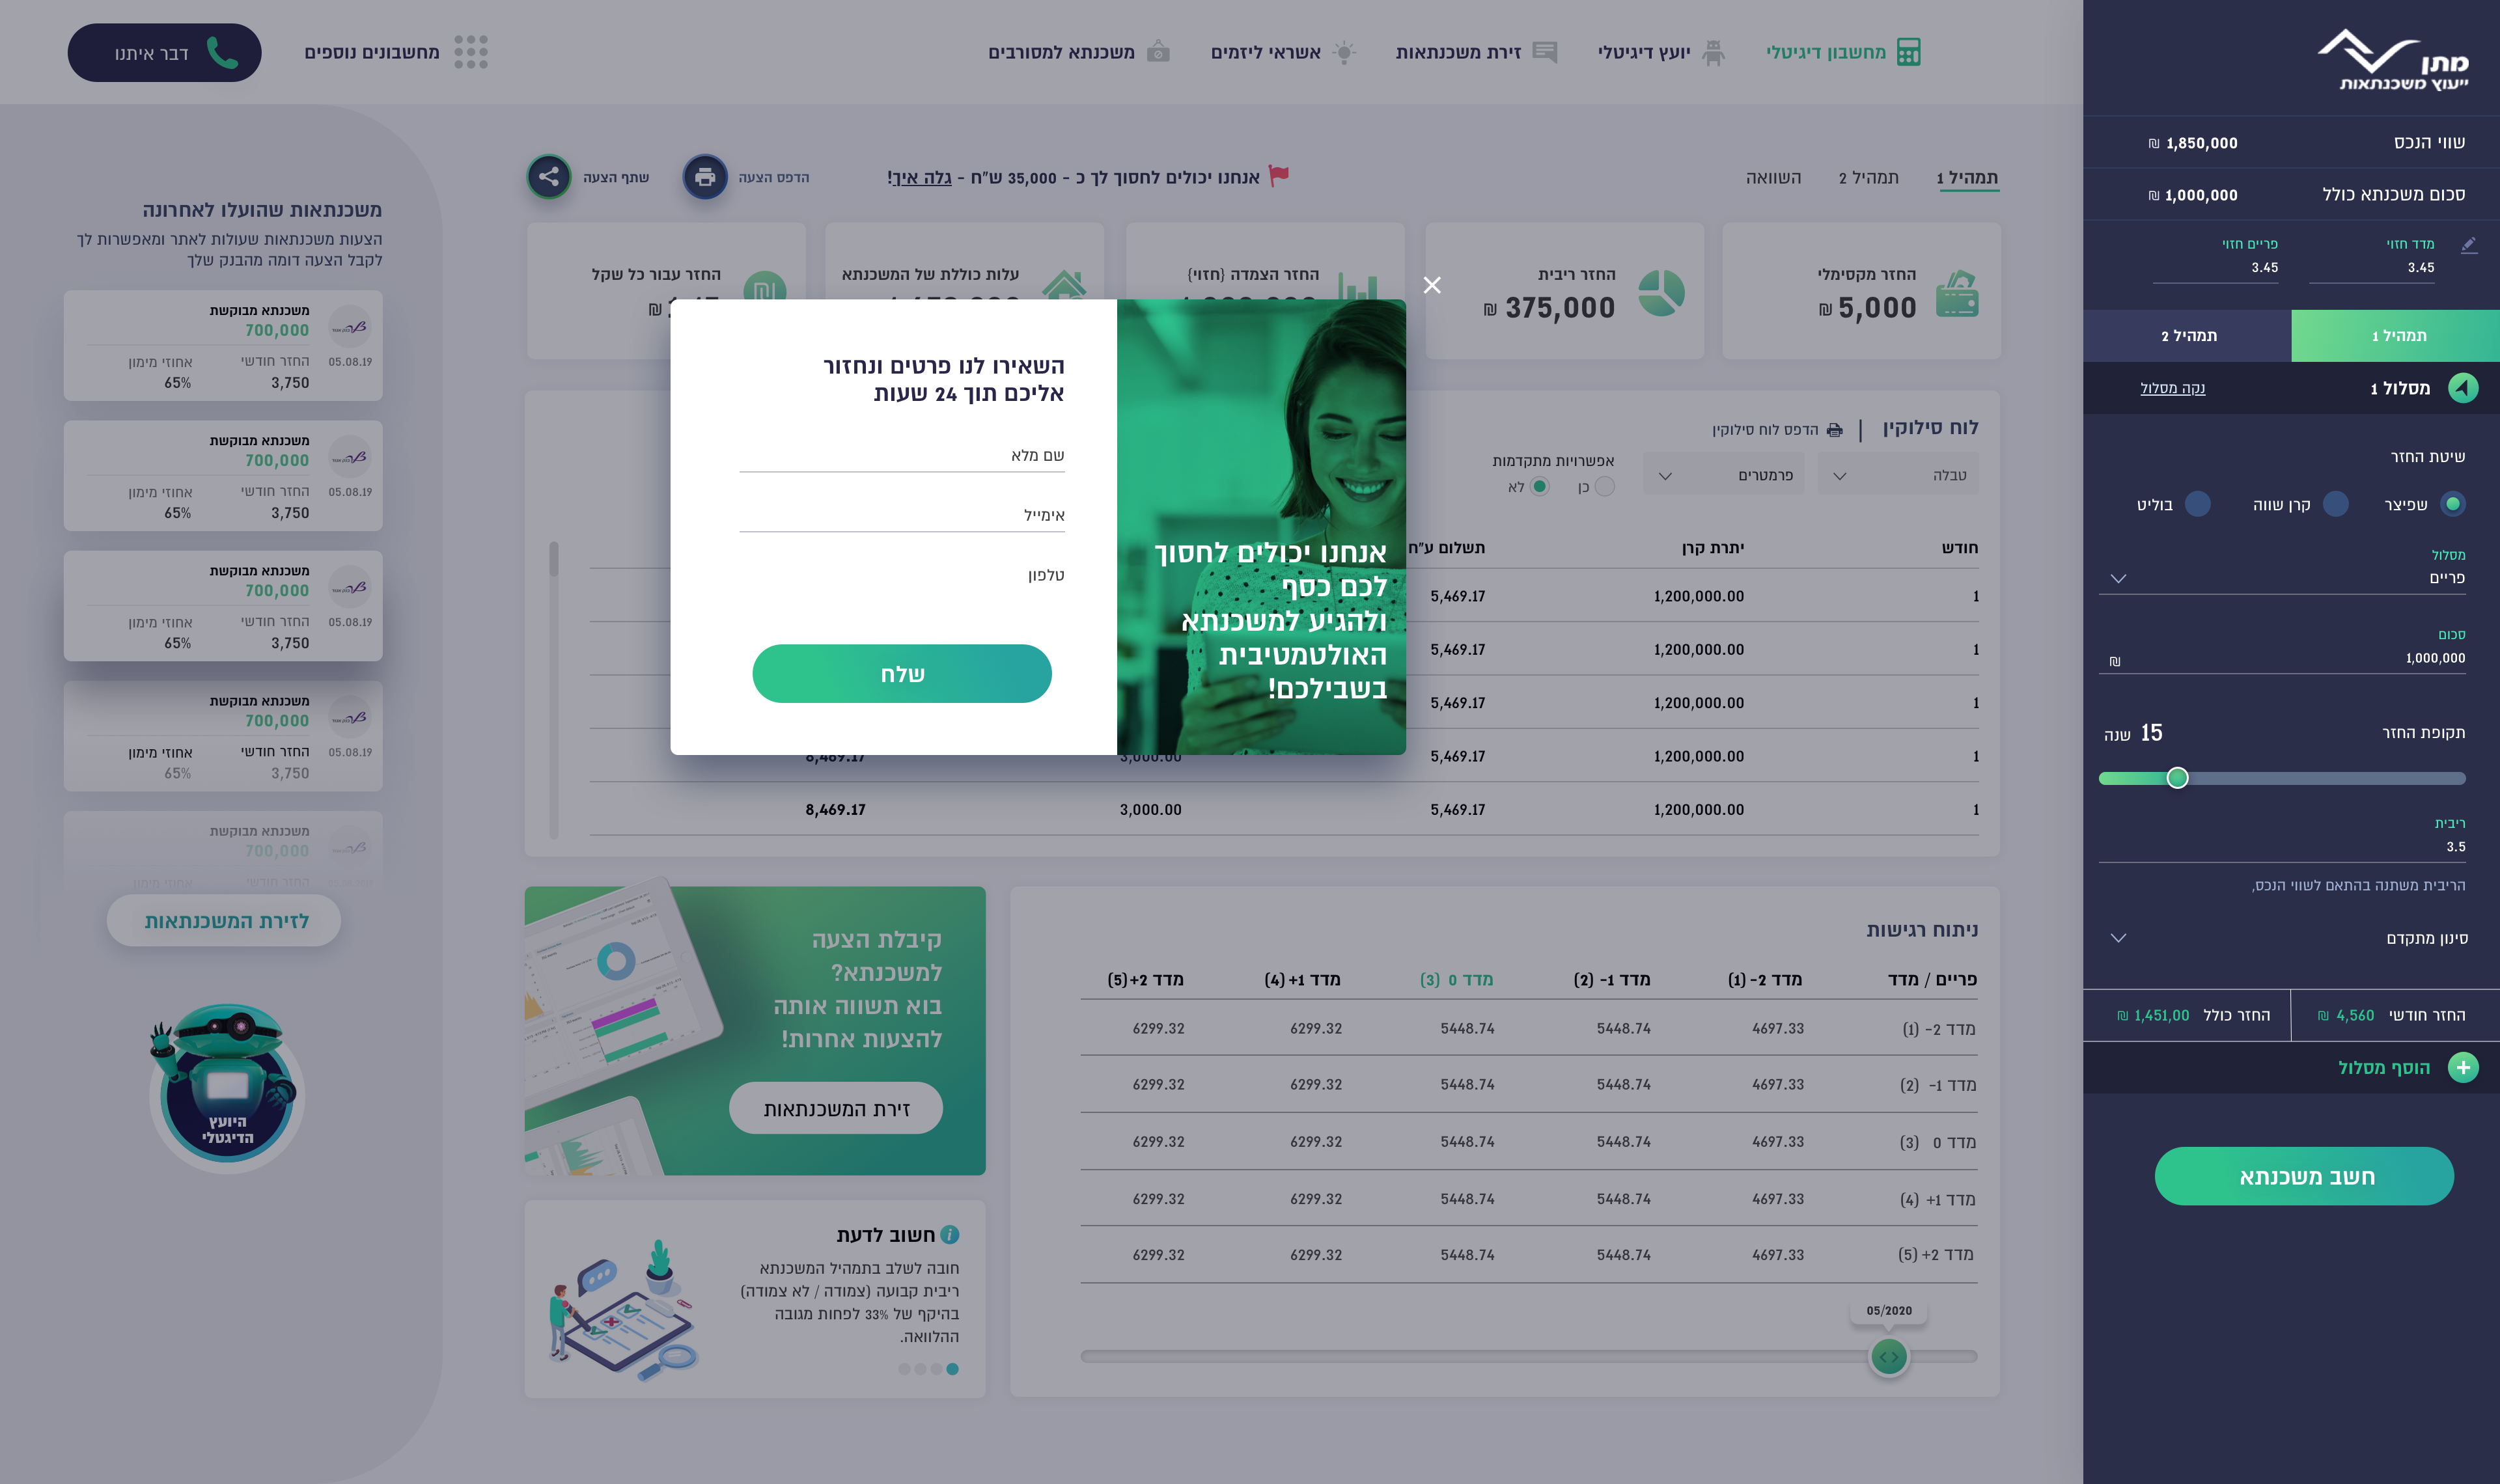 מתן
ייעוץ משכנתאות
מחשבון דיגיטלי
יועץ דיגיטלי
זירת משכנתאות
אשראי ליזמים
משכנתא למסורבים
מחשבונים נוספים
דבר איתנו
שווי הנכס
1,850,000 ₪
סכום משכנתא כולל
1,000,000 ₪
מדד חזוי
3.45
פריים חזוי
3.45
תמהיל 1
תמהיל 2
מסלול 1
נקה מסלול
שיטת החזר
שפיצר
קרן שווה
בוליט
מסלול
פריים
סכום
1,000,000 ₪
תקופת החזר
15 שנה
ריבית
3.5
הריבית משתנה בהתאם לשווי הנכס,
סינון מתקדם
החזר חודשי 4,560 ₪
החזר כולל 1,451,00 ₪
הוסף מסלול
חשב משכנתא
תמהיל 1
תמהיל 2
השוואה
אנחנו יכולים לחסוך לך כ - 35,000 ש"ח - גלה איך!
הדפס הצעה
שתף הצעה
החזר מקסימלי
5,000 ₪
החזר ריבית
375,000 ₪
החזר הצמדה {חזוי}
עלות כוללת של המשכנתא
החזר עבור כל שקל
₪
השאירו לנו פרטים ונחזור
אליכם תוך 24 שעות
שם מלא
אימייל
טלפון
שלח
אנחנו יכולים לחסוך
לכם כסף
ולהגיע למשכנתא
האולטמטיבית
בשבילכם!
לוח סילוקין | הדפס לוח סילוקין
טבלה
פרמטרים
אפשרויות מתקדמות
כן
לא
חודש יתרת קרן תשלום ע"ח
1 1,200,000.00 5,469.17
1 1,200,000.00 5,469.17
1 1,200,000.00 5,469.17
1 1,200,000.00 5,469.17 3,000.00 8,469.17
1 1,200,000.00 5,469.17 3,000.00 8,469.17
ניתוח רגישות
פריים / מדד מדד 2- (1) מדד 1- (2) מדד 0 (3) מדד 1+ (4) מדד 2+ (5)
מדד 2- (1) 4697.33 5448.74 5448.74 6299.32 6299.32
מדד 1- (2) 4697.33 5448.74 5448.74 6299.32 6299.32
מדד 0 (3) 4697.33 5448.74 5448.74 6299.32 6299.32
מדד 1+ (4) 4697.33 5448.74 5448.74 6299.32 6299.32
מדד 2+ (5) 4697.33 5448.74 5448.74 6299.32 6299.32
05/2020
קיבלת הצעה
למשכנתא?
בוא תשווה אותה
להצעות אחרות!
זירת המשכנתאות
חשוב לדעת
חובה לשלב בתמהיל המשכנתא
ריבית קבועה (צמודה / לא צמודה)
בהיקף של 33% לפחות מגובה
ההלוואה.
משכנתאות שהועלו לאחרונה
הצעות משכנתאות שעולות לאתר ומאפשרות לך
לקבל הצעה דומה מהבנק שלך
משכנתא מבוקשת
700,000
05.08.19
החזר חודשי אחוזי מימון
3,750 65%
משכנתא מבוקשת
700,000
05.08.19
החזר חודשי אחוזי מימון
3,750 65%
משכנתא מבוקשת
700,000
05.08.19
החזר חודשי אחוזי מימון
3,750 65%
משכנתא מבוקשת
700,000
05.08.19
החזר חודשי אחוזי מימון
3,750 65%
משכנתא מבוקשת
700,000
החזר חודשי אחוזי מימון
לזירת המשכנתאות
היועץ
הדיגטלי